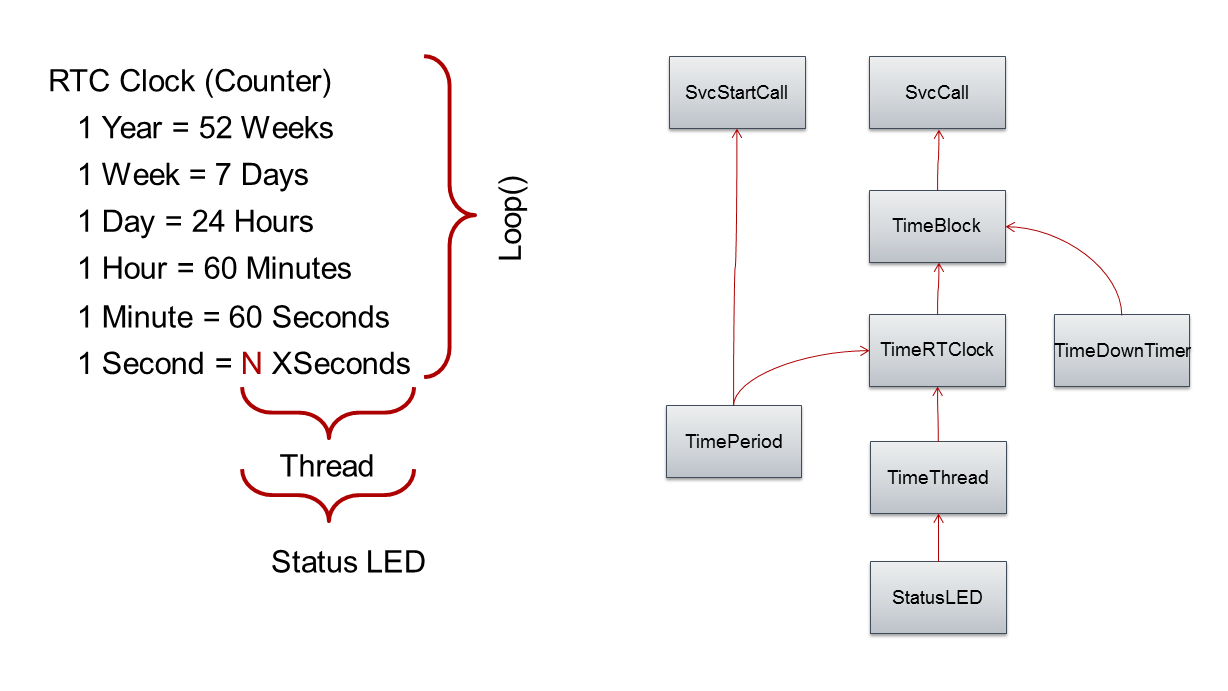 RTC Clock (Counter)
1 Year = 52 Weeks
1 Week = 7 Days
1 Day = 24 Hours
1 Hour = 60 Minutes
1 Minute = 60 Seconds
1 Second = N XSeconds
Loop()
Thread
Status LED
SvcStartCall
SvcCall
TimeBlock
TimeRTClock
TimeDownTimer
TimePeriod
TimeThread
StatusLED